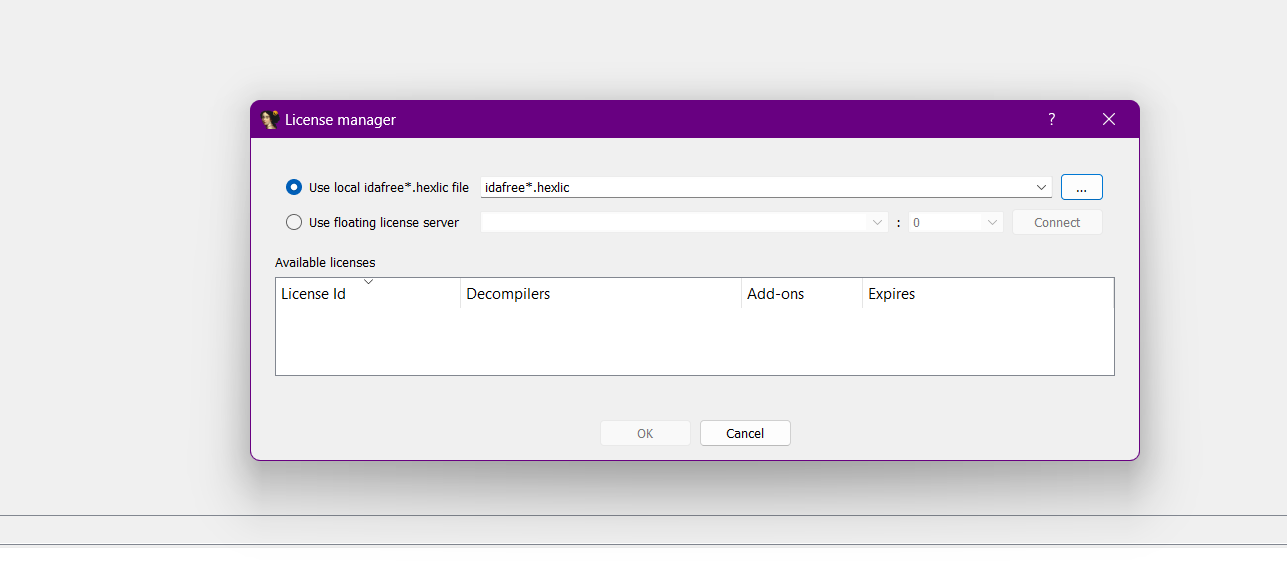 License manager ?
Use local idafree*.hexlic file idafree*.hexlic ...
Use floating license server : 0 Connect
Available licenses
License Id Decompilers Add-ons Expires
OK Cancel